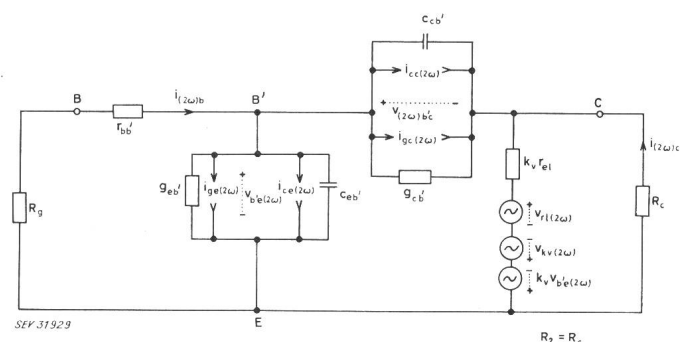 c_cb'
i_cc(2ω)
+ -
v_(2ω)b'c
i_gc(2ω)
g_cb'
B
i_(2ω)b
B'
C
r_bb'
i_(2ω)c
g_eb'
i_ge(2ω)
+
v_b'e(2ω)
-
i_ce(2ω)
c_eb'
k_v r_el
R_g
R_c
+
v_rl(2ω)
-
-
v_kv(2ω)
+
-
k_v v_b'e(2ω)
+
SEV 31929
E